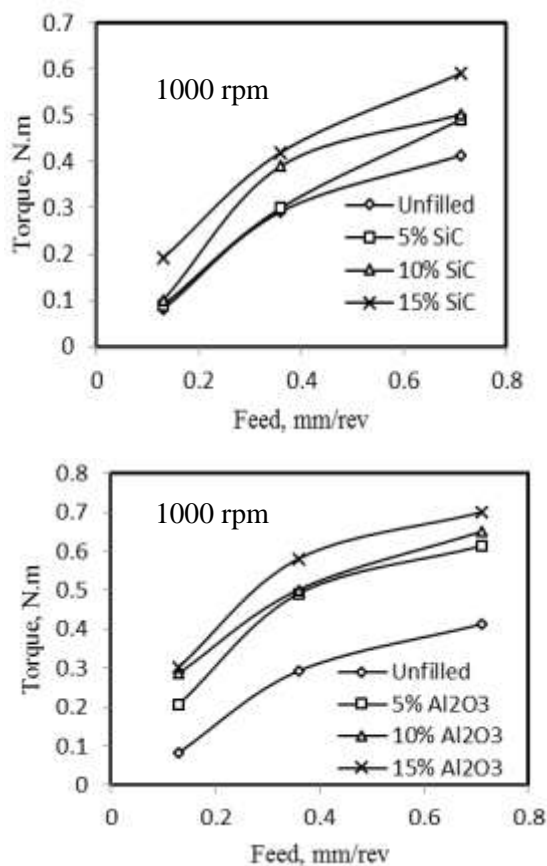 0.7
0.6
0.5
0.4
0.3
0.2
0.1
0
Torque, N.m
1000 rpm
Unfilled
5% SiC
10% SiC
15% SiC
0 0.2 0.4 0.6 0.8
Feed, mm/rev
0.8
0.7
0.6
0.5
0.4
0.3
0.2
0.1
0
Torque, N.m
1000 rpm
Unfilled
5% Al2O3
10% Al2O3
15% Al2O3
0 0.2 0.4 0.6 0.8
Feed, mm/rev